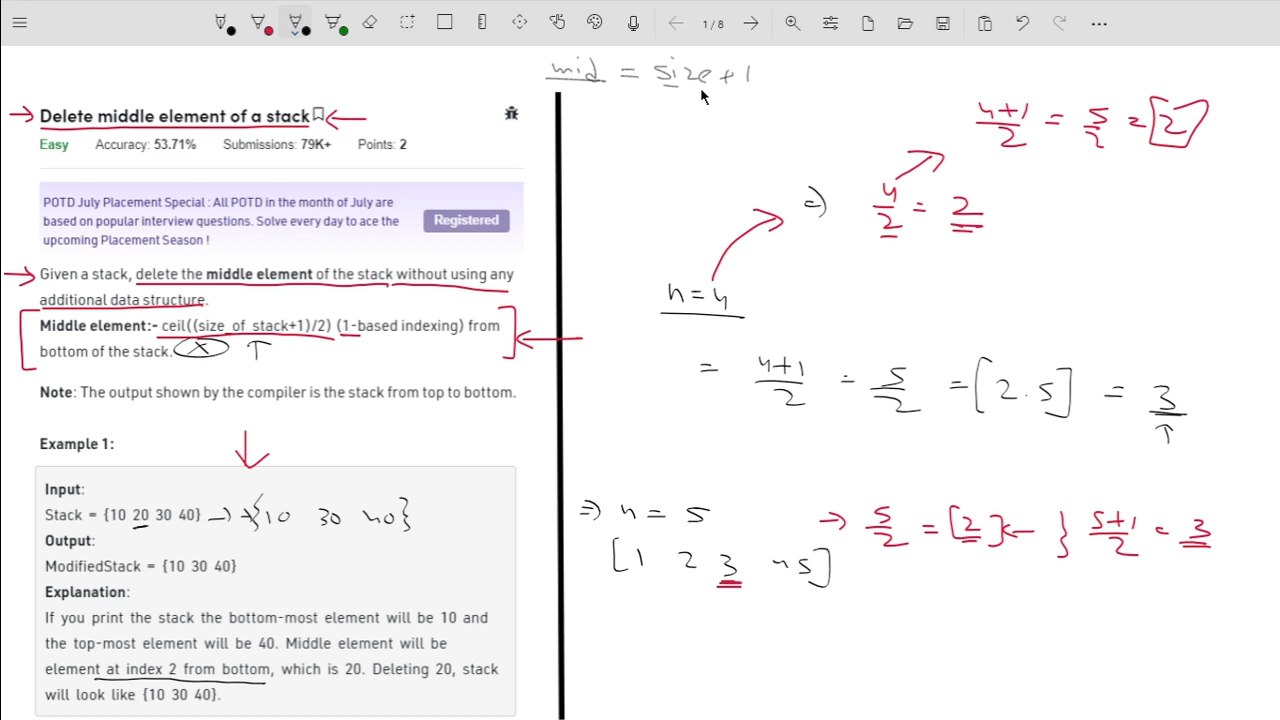 1 / 8
mid = size + 1
Delete middle element of a stack
Easy Accuracy: 53.71% Submissions: 79K+ Points: 2
POTD July Placement Special : All POTD in the month of July are
based on popular interview questions. Solve every day to ace the
upcoming Placement Season !
Registered
Given a stack, delete the middle element of the stack without using any
additional data structure.
Middle element:- ceil((size_of_stack+1)/2) (1-based indexing) from
bottom of the stack. X ↑
Note: The output shown by the compiler is the stack from top to bottom.
Example 1:
Input:
Stack = {10 20 30 40} → {10 30 40}
Output:
ModifiedStack = {10 30 40}
Explanation:
If you print the stack the bottom-most element will be 10 and
the top-most element will be 40. Middle element will be
element at index 2 from bottom, which is 20. Deleting 20, stack
will look like {10 30 40}.
4+1/2 = 5/2 = 2
⇒) 4/2 = 2
n = 4
= 4+1/2 = 5/2 = [2.5] = 3
⇒ n = 5 → 5/2 = [2] ← } 5+1/2 = 3
[1 2 3 4 5]